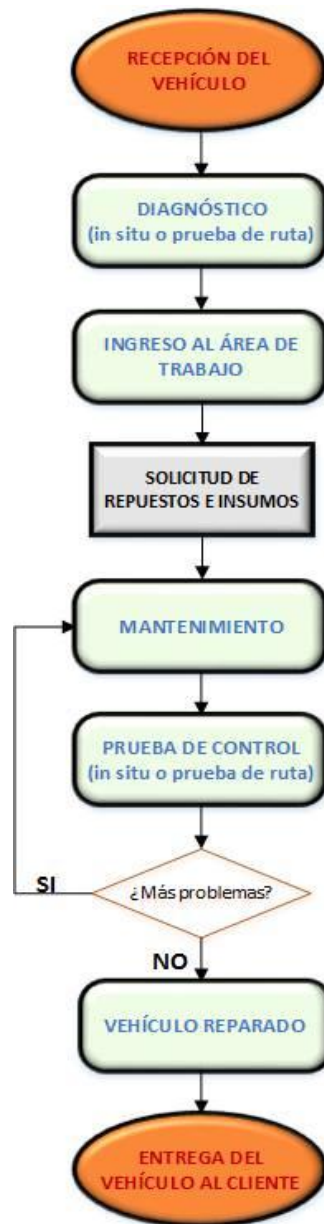 RECEPCIÓN DEL
VEHÍCULO
DIAGNÓSTICO
(in situ o prueba de ruta)
INGRESO AL ÁREA DE
TRABAJO
SOLICITUD DE
REPUESTOS E INSUMOS
MANTENIMIENTO
PRUEBA DE CONTROL
(in situ o prueba de ruta)
¿Más problemas?
SI
NO
VEHÍCULO REPARADO
ENTREGA DEL
VEHÍCULO AL CLIENTE